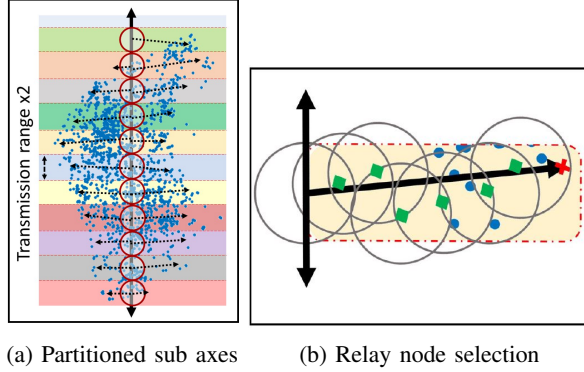 Transmission range x2
(a) Partitioned sub axes
(b) Relay node selection